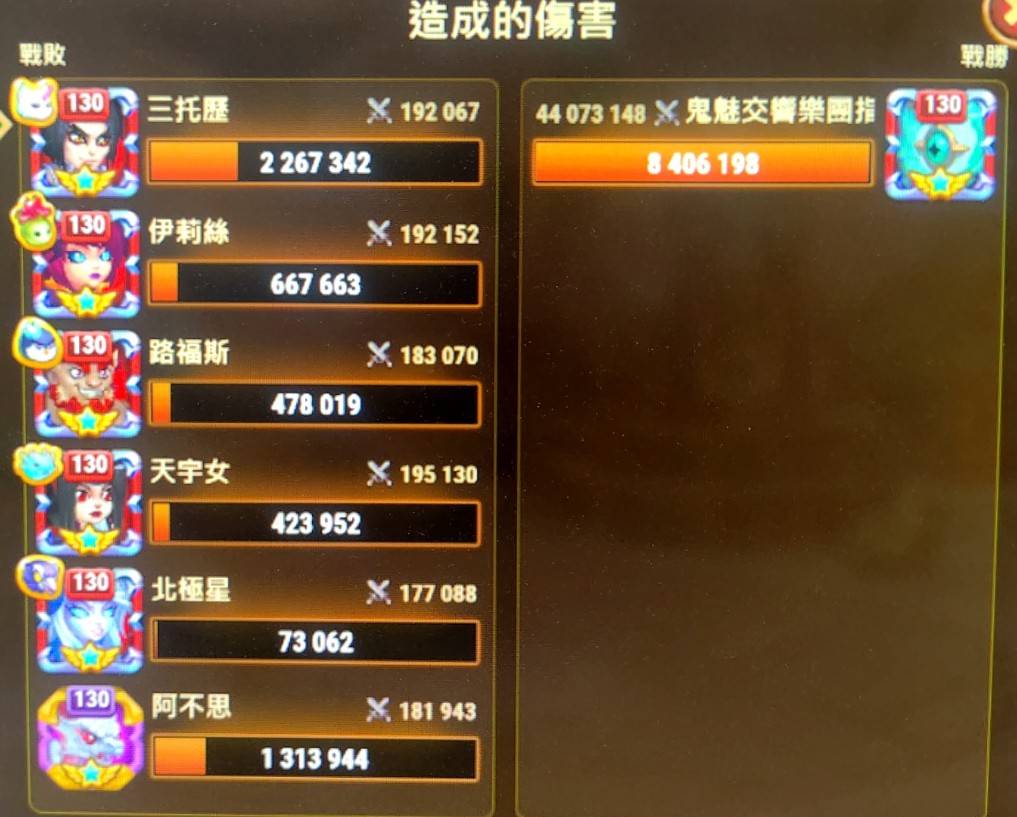 造成的傷害
戰敗
戰勝
130
三托歷
192 067
2 267 342
130
伊莉絲
192 152
667 663
130
路福斯
183 070
478 019
130
天宇女
195 130
423 952
130
北極星
177 088
73 062
130
阿不思
181 943
1 313 944
44 073 148
鬼魅交響樂團指
130
8 406 198